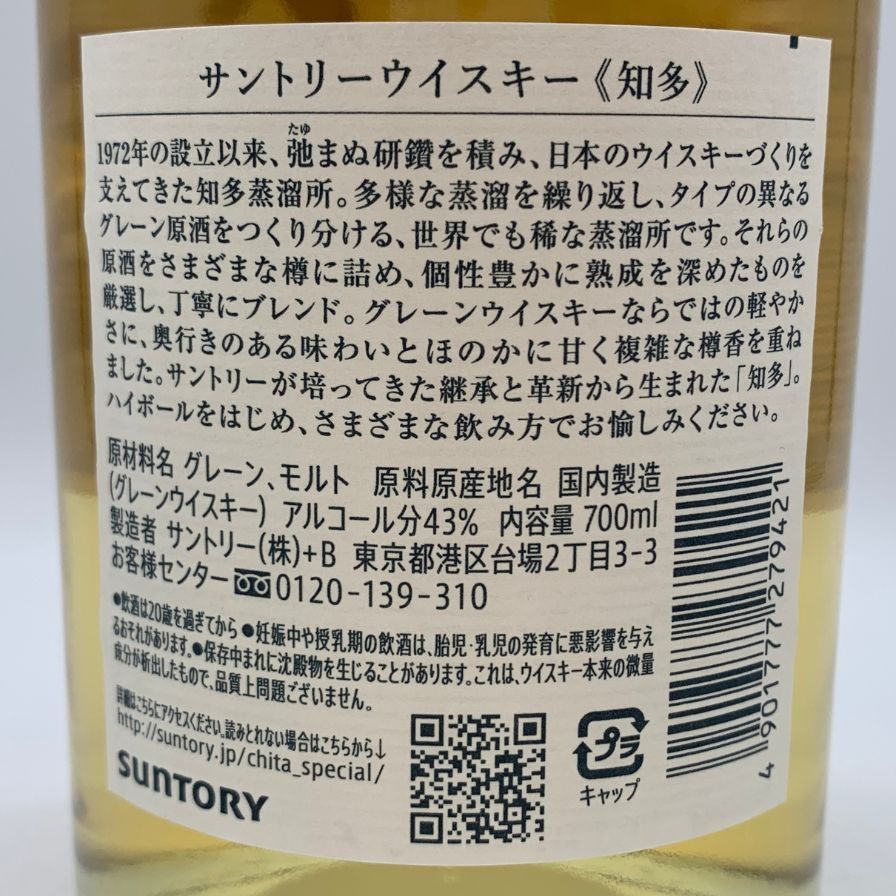 サントリーウイスキー《知多》
たゆ
1972年の設立以来、弛まぬ研鑽を積み、日本のウイスキーづくりを
支えてきた知多蒸溜所。多様な蒸溜を繰り返し、タイプの異なる
グレーン原酒をつくり分ける、世界でも稀な蒸溜所です。それらの
原酒をさまざまな樽に詰め、個性豊かに熟成を深めたものを
厳選し、丁寧にブレンド。グレーンウイスキーならではの軽やか
さに、奥行きのある味わいとほのかに甘く複雑な樽香を重ね
ました。サントリーが培ってきた継承と革新から生まれた「知多」。
ハイボールをはじめ、さまざまな飲み方でお愉しみください。
原材料名 グレーン、モルト 原料原産地名 国内製造
(グレーンウイスキー) アルコール分43% 内容量 700ml
製造者 サントリー(株)+B 東京都港区台場2丁目3-3
お客様センター 0120-139-310
●飲酒は20歳を過ぎてから ●妊娠中や授乳期の飲酒は、胎児・乳児の発育に悪影響を与え
るおそれがあります。●保存中まれに沈殿物を生じることがあります。これは、ウイスキー本来の微量
成分が析出したもので、品質上問題ございません。
詳細はこちらにアクセスください。読みとれない場合はこちらから↓
http://suntory.jp/chita_special/
SUNTORY
プラ
キャップ
4901777279421